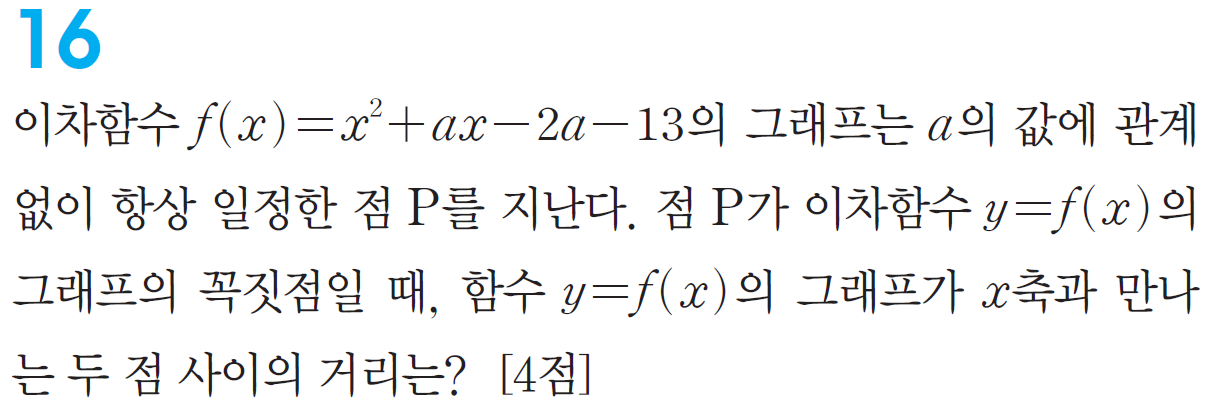 16
이차함수 f(x)=x²+ax-2a-13의 그래프는 a의 값에 관계
없이 항상 일정한 점 P를 지난다. 점 P가 이차함수 y=f(x)의
그래프의 꼭짓점일 때, 함수 y=f(x)의 그래프가 x축과 만나
는 두 점 사이의 거리는? [4점]